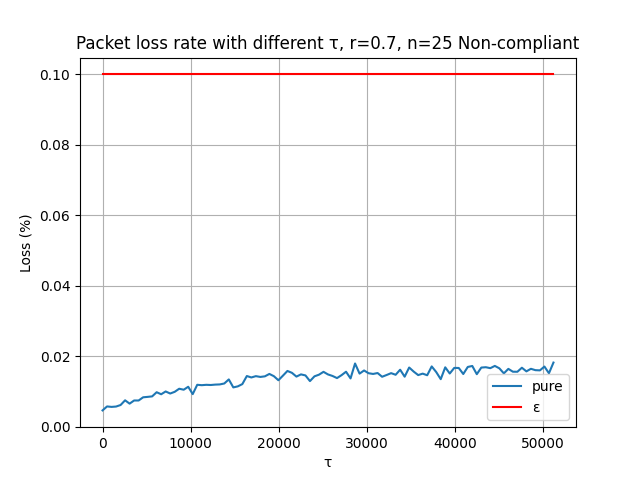 Packet loss rate with different τ, r=0.7, n=25 Non-compliant
0.10
0.08
0.06
0.04
0.02
0.00
Loss (%)
0 10000 20000 30000 40000 50000
τ
pure
ε